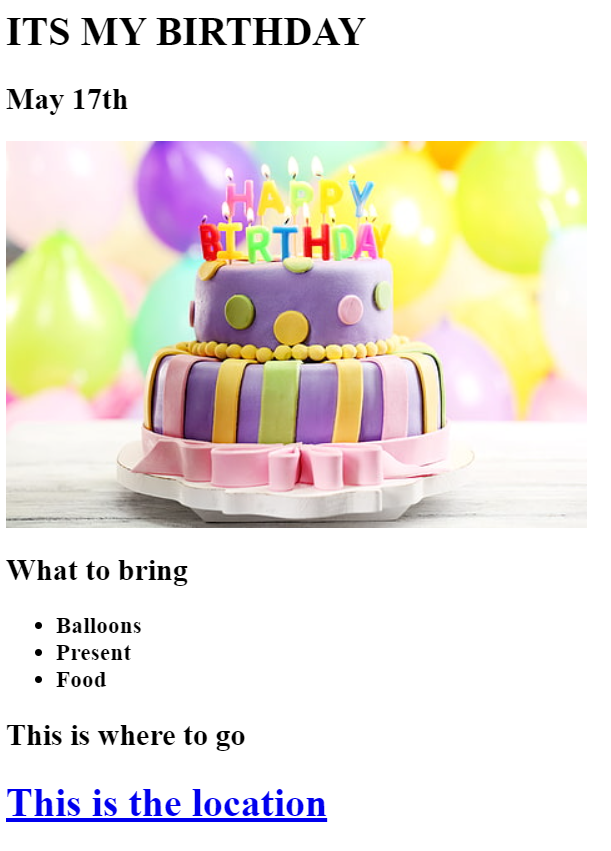 ITS MY BIRTHDAY
May 17th
HAPPY
BIRTHDAY
What to bring
Balloons
Present
Food
This is where to go
This is the location